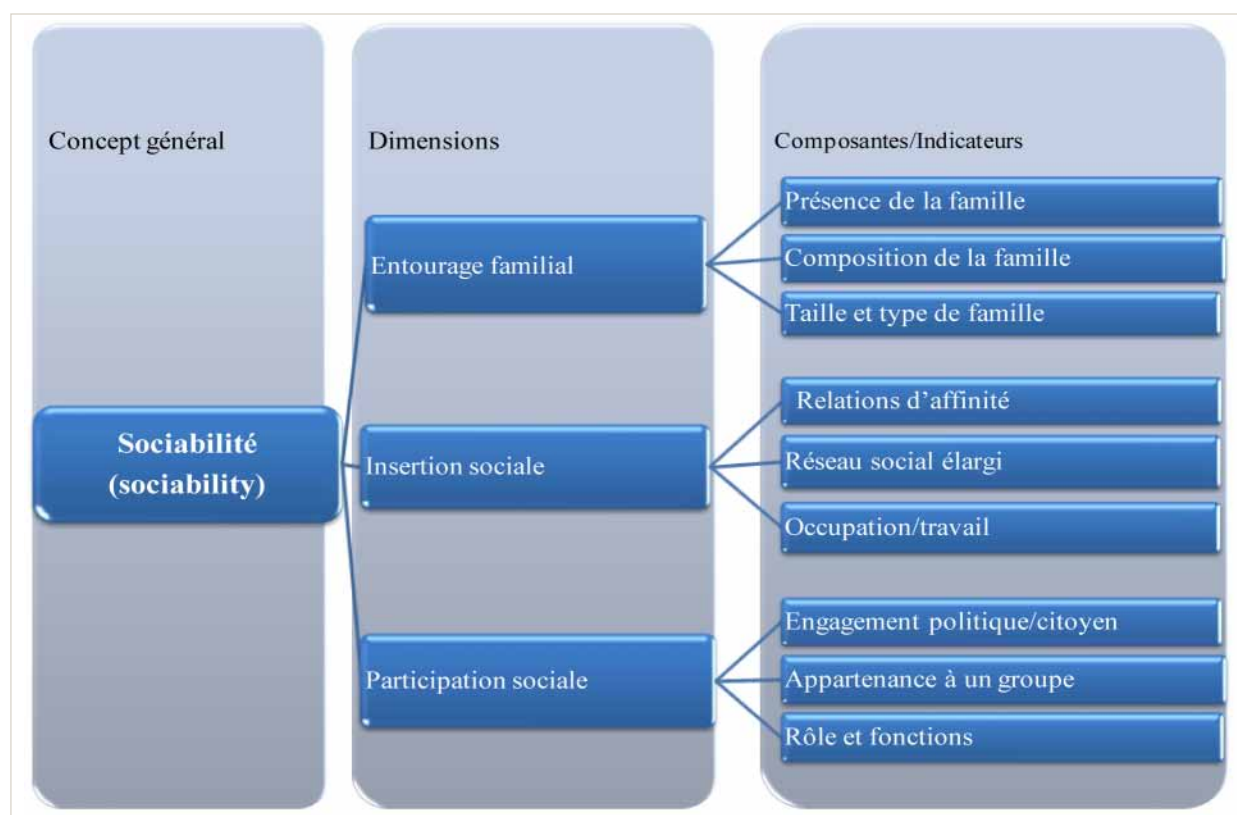 Concept général
Dimensions
Composantes/Indicateurs
Sociabilité
(sociability)
Entourage familial
Présence de la famille
Composition de la famille
Taille et type de famille
Insertion sociale
Relations d’affinité
Réseau social élargi
Occupation/travail
Participation sociale
Engagement politique/citoyen
Appartenance à un groupe
Rôle et fonctions